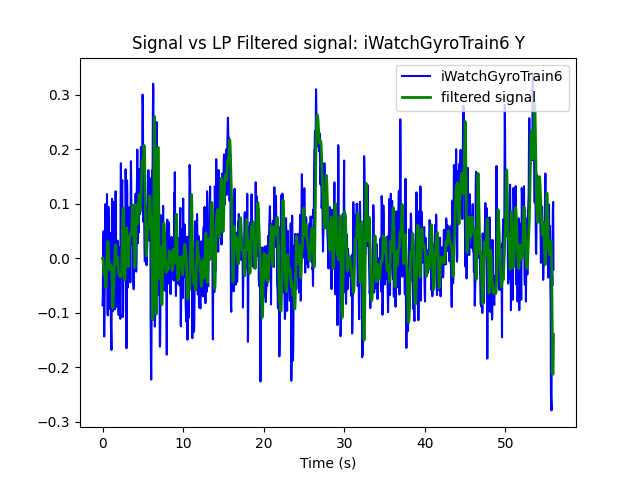 Signal vs LP Filtered signal: iWatchGyroTrain6 Y
iWatchGyroTrain6
filtered signal
0.3
0.2
0.1
0.0
−0.1
−0.2
−0.3
0 10 20 30 40 50
Time (s)